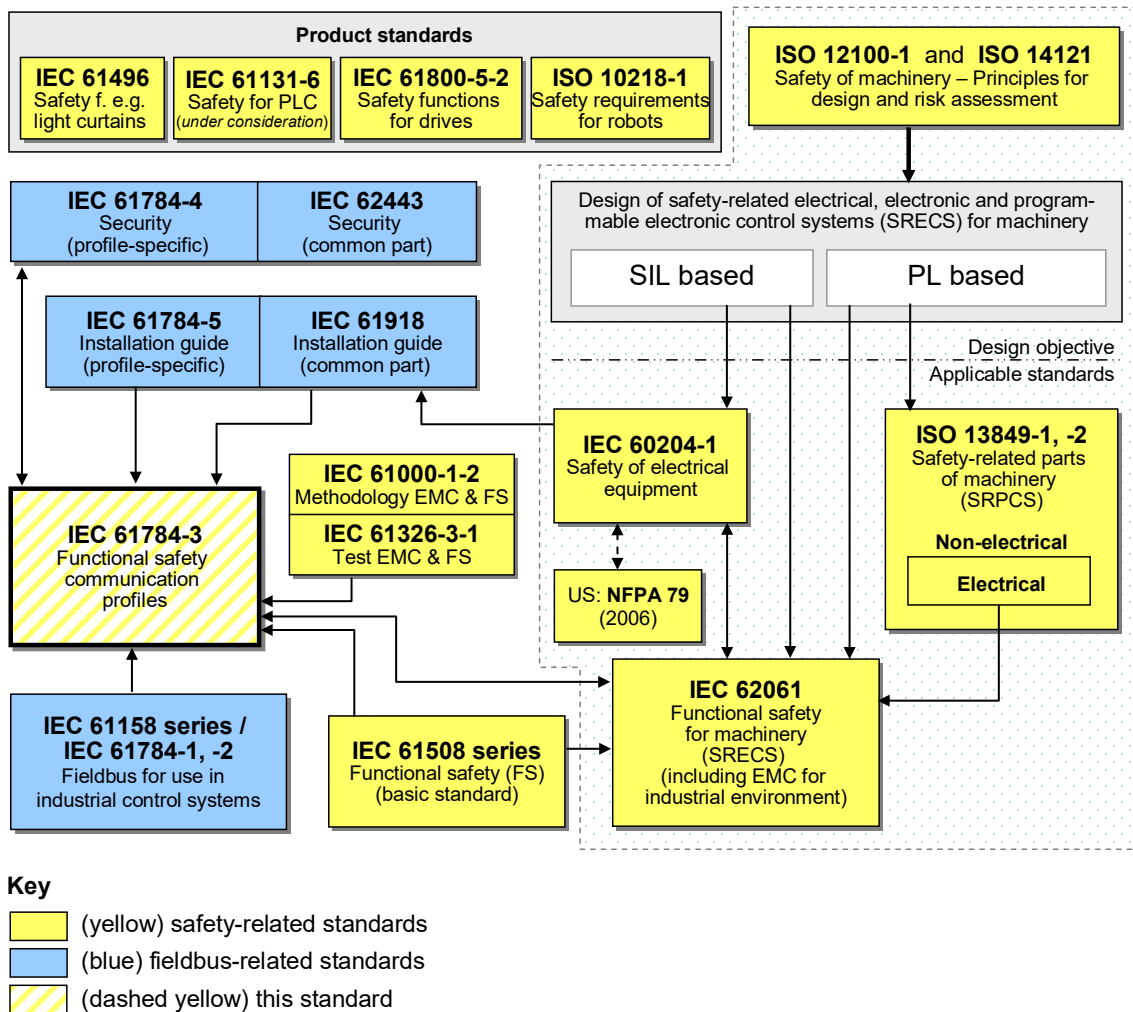 Product standards
IEC 61496
Safety f. e.g.
light curtains
IEC 61131-6
Safety for PLC
(under consideration)
IEC 61800-5-2
Safety functions
for drives
ISO 10218-1
Safety requirements
for robots
ISO 12100-1 and ISO 14121
Safety of machinery – Principles for
design and risk assessment
IEC 61784-4
Security
(profile-specific)
IEC 62443
Security
(common part)
Design of safety-related electrical, electronic and program-
mable electronic control systems (SRECS) for machinery
SIL based
PL based
IEC 61784-5
Installation guide
(profile-specific)
IEC 61918
Installation guide
(common part)
Design objective
Applicable standards
IEC 60204-1
Safety of electrical
equipment
ISO 13849-1, -2
Safety-related parts
of machinery
(SRPCS)
Non-electrical
Electrical
IEC 61000-1-2
Methodology EMC & FS
IEC 61326-3-1
Test EMC & FS
IEC 61784-3
Functional safety
communication
profiles
US: NFPA 79
(2006)
IEC 62061
Functional safety
for machinery
(SRECS)
(including EMC for
industrial environment)
IEC 61158 series /
IEC 61784-1, -2
Fieldbus for use in
industrial control systems
IEC 61508 series
Functional safety (FS)
(basic standard)
Key
(yellow) safety-related standards
(blue) fieldbus-related standards
(dashed yellow) this standard